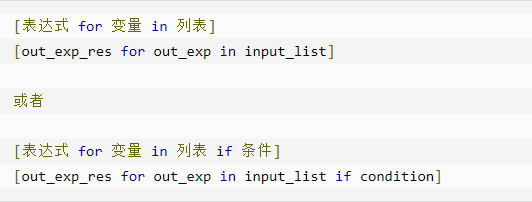 [表达式 for 变量 in 列表]
[out_exp_res for out_exp in input_list]
或者
[表达式 for 变量 in 列表 if 条件]
[out_exp_res for out_exp in input_list if condition]